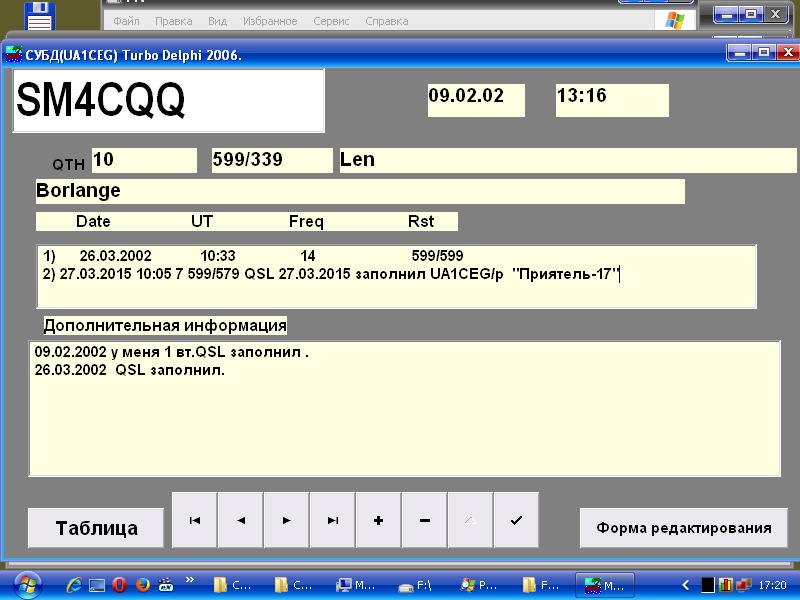 Файл Правка Вид Избранное Сервис Справка
СУБД(UA1CEG) Turbo Delphi 2006.
SM4CQQ
09.02.02 13:16
QTH 10 599/339 Len
Borlange
Date UT Freq Rst
1) 26.03.2002 10:33 14 599/599
2) 27.03.2015 10:05 7 599/579 QSL 27.03.2015 заполнил UA1CEG/p "Приятель-17"
Дополнительная информация
09.02.2002 у меня 1 вт.QSL заполнил .
26.03.2002 QSL заполнил.
Таблица
Форма редактирования
» C... C... M... F:\ P... F... M... 17:20